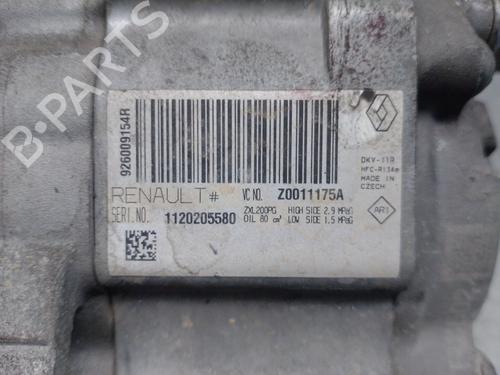 B-PARTS
926009154R
DKV-11R
HFC-R134a
MADE IN
CZECH
RENAULT# VC NO. Z0011175A
SERI.NO. 1120205580
ZXL200PG HIGH SIDE 2.9 MPaG
OIL 80 cm³ LOW SIDE 1.5 MPaG
AR1